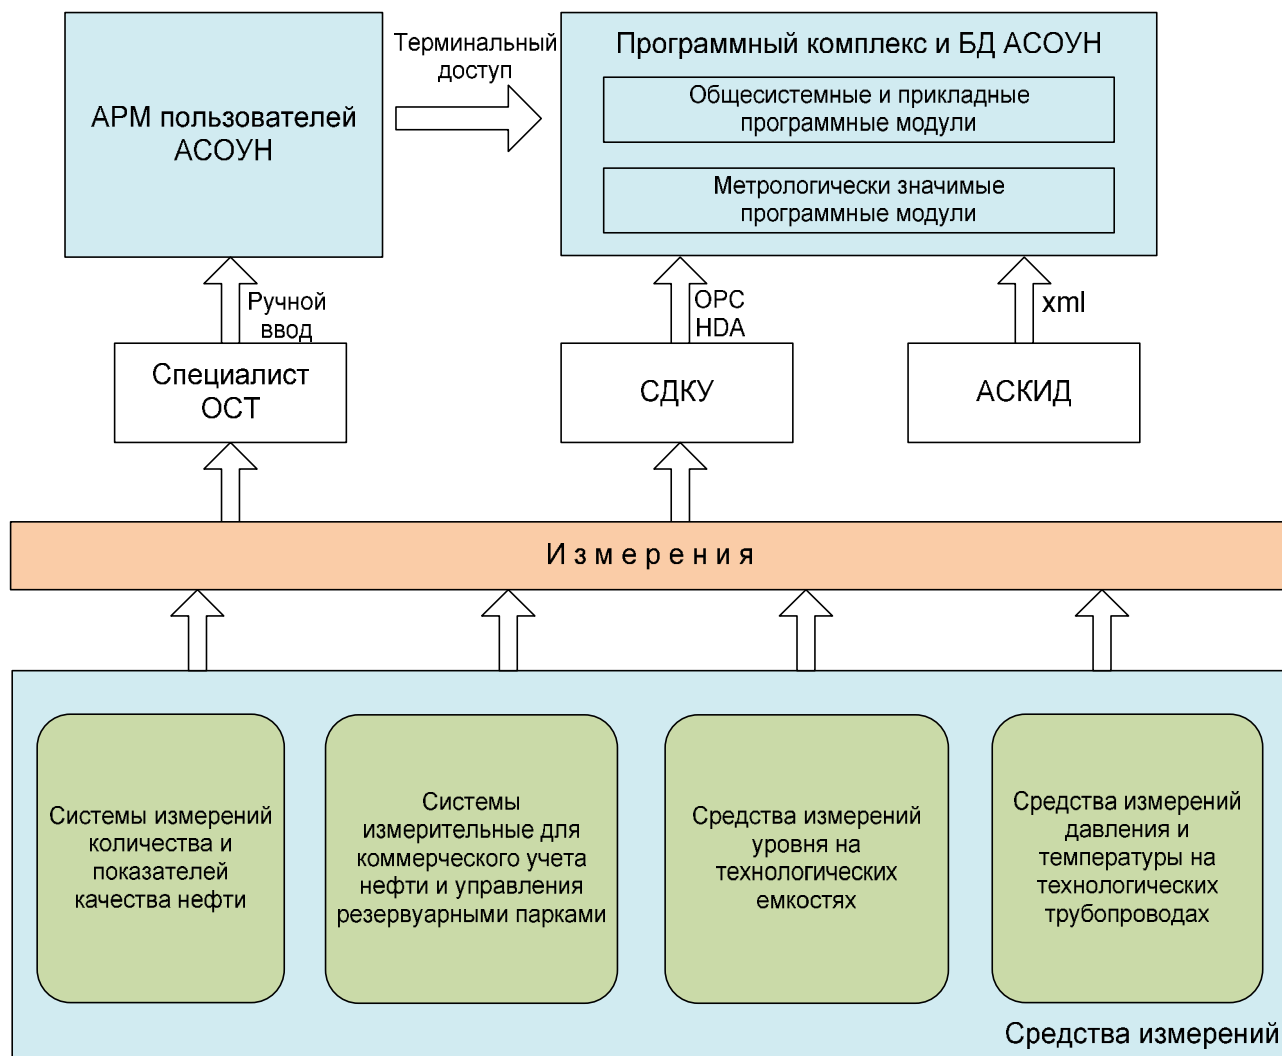 АРМ пользователей
АСОУН
Терминальный
доступ
Программный комплекс и БД АСОУН
Общесистемные и прикладные
программные модули
Метрологически значимые
программные модули
Ручной
ввод
OPC
HDA
xml
Специалист
ОСТ
СДКУ
АСКИД
Измерения
Системы измерений
количества и
показателей
качества нефти
Системы
измерительные для
коммерческого учета
нефти и управления
резервуарными парками
Средства измерений
уровня на
технологических
емкостях
Средства измерений
давления и
температуры на
технологических
трубопроводах
Средства измерений